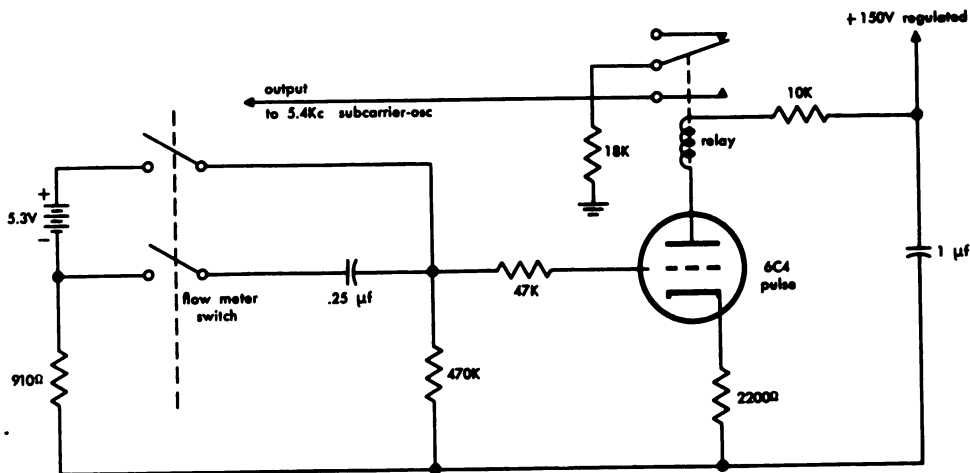 + 150V regulated
output
to 5.4Kc subcarrier-osc
10K
relay
18K
+
5.3V
-
6C4
pulse
1 μf
flow meter
switch
.25 μf
47K
910Ω
470K
2200Ω